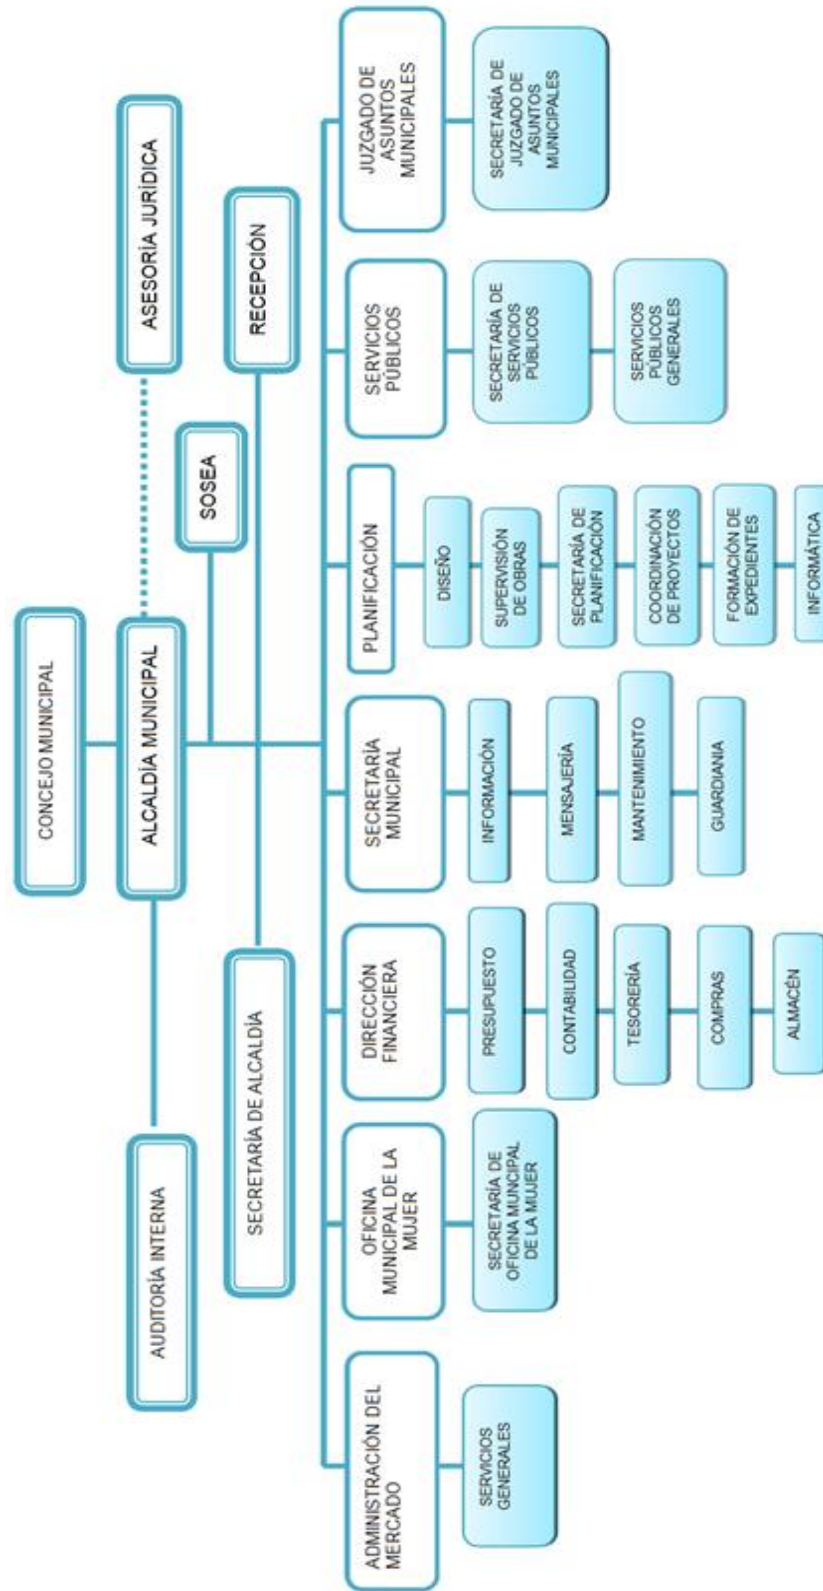 CONCEJO MUNICIPAL
ALCALDÍA MUNICIPAL
AUDITORÍA INTERNA
ASESORÍA JURÍDICA
SOSEA
SECRETARÍA DE ALCALDÍA
RECEPCIÓN
ADMINISTRACIÓN DEL
MERCADO
SERVICIOS
GENERALES
OFICINA
MUNICIPAL DE LA
MUJER
SECRETARÍA DE
OFICINA MUNCIPAL
DE LA MUJER
DIRECCIÓN
FINANCIERA
PRESUPUESTO
CONTABILIDAD
TESORERÍA
COMPRAS
ALMACÉN
SECRETARÍA
MUNICIPAL
INFORMACIÓN
MENSAJERÍA
MANTENIMIENTO
GUARDIANIA
PLANIFICACIÓN
DISEÑO
SUPERVISIÓN
DE OBRAS
SECRETARÍA DE
PLANIFICACIÓN
COORDINACIÓN
DE PROYECTOS
FORMACIÓN DE
EXPEDIENTES
INFORMÁTICA
SERVICIOS
PÚBLICOS
SECRETARÍA DE
SERVICIOS
PÚBLICOS
SERVICIOS
PÚBLICOS
GENERALES
JUZGADO DE
ASUNTOS
MUNICIPALES
SECRETARÍA DE
JUZGADO DE
ASUNTOS
MUNICIPALES